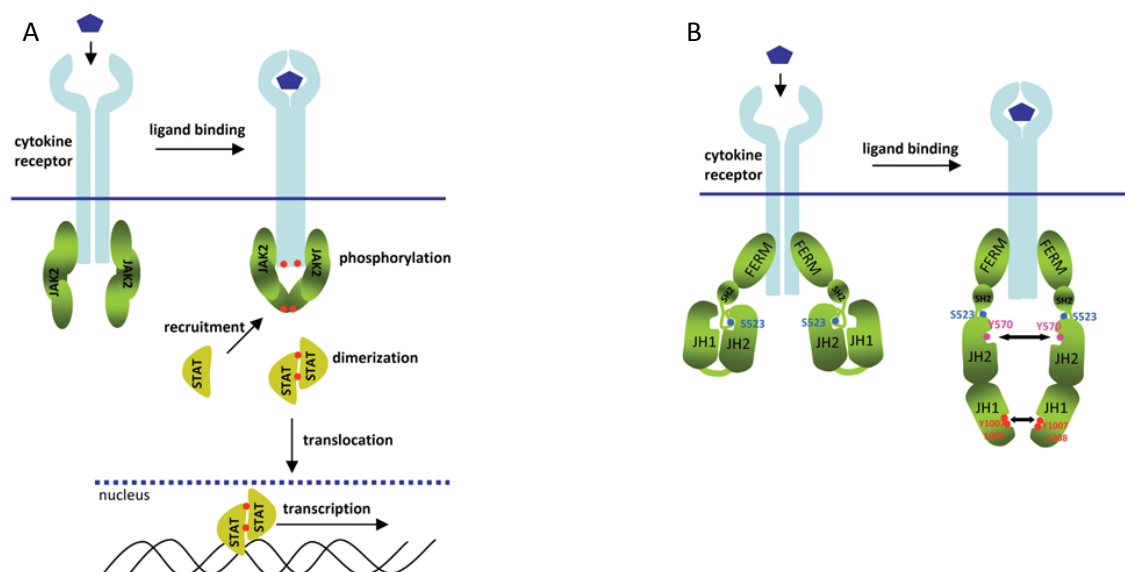 A
cytokine
receptor
ligand binding
JAK2
JAK2
JAK2
JAK2
phosphorylation
recruitment
STAT
STAT
STAT
dimerization
translocation
nucleus
STAT
STAT
transcription
B
cytokine
receptor
ligand binding
FERM
FERM
SH2
SH2
S523
S523
JH1
JH2
JH2
JH1
FERM
FERM
SH2
SH2
S523
S523
Y570
Y570
JH2
JH2
JH1
JH1
Y1007
Y1007